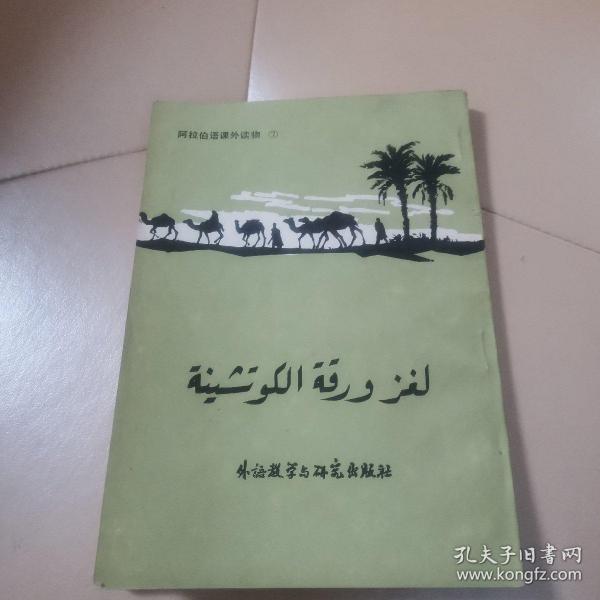 阿拉伯语课外读物 ⑦
لغز ورقة الكوتشينة
外语教学与研究出版社
孔夫子旧書网
www.kongfz.com